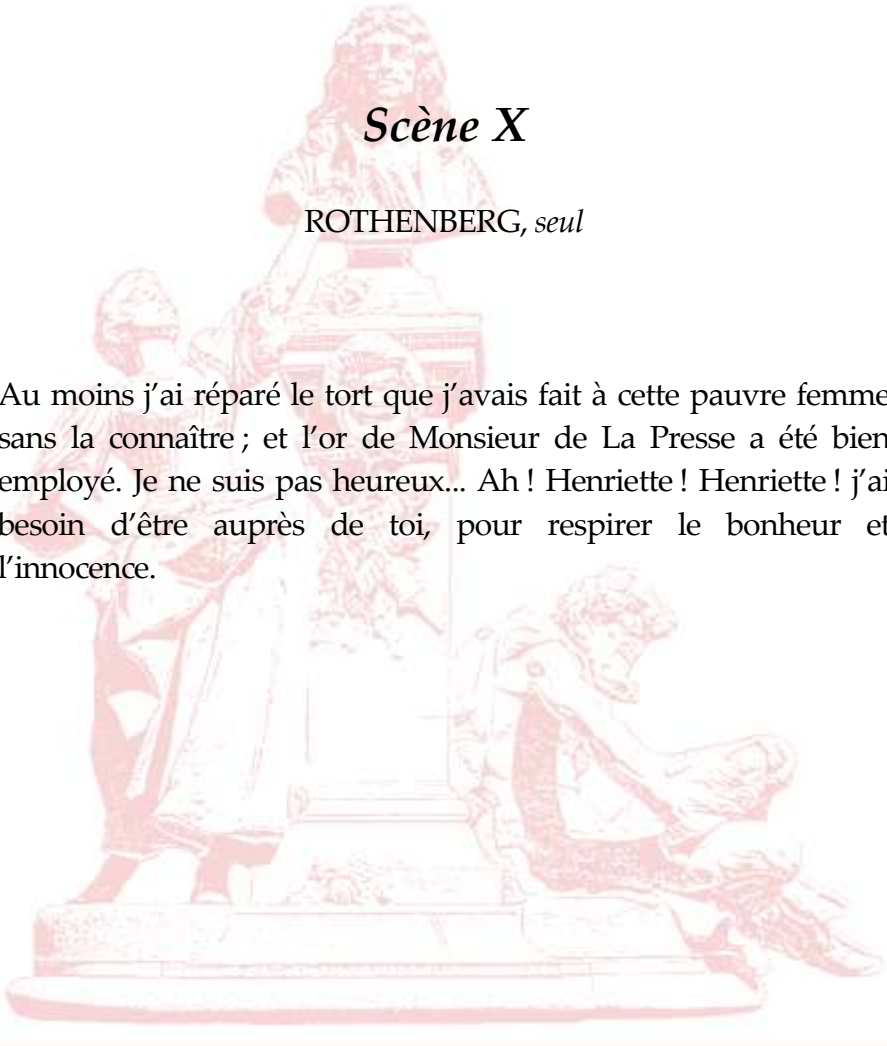 Scène X
ROTHENBERG, seul
Au moins j’ai réparé le tort que j’avais fait à cette pauvre femme
sans la connaître ; et l’or de Monsieur de La Presse a été bien
employé. Je ne suis pas heureux... Ah ! Henriette ! Henriette ! j’ai
besoin d’être auprès de toi, pour respirer le bonheur et
l’innocence.